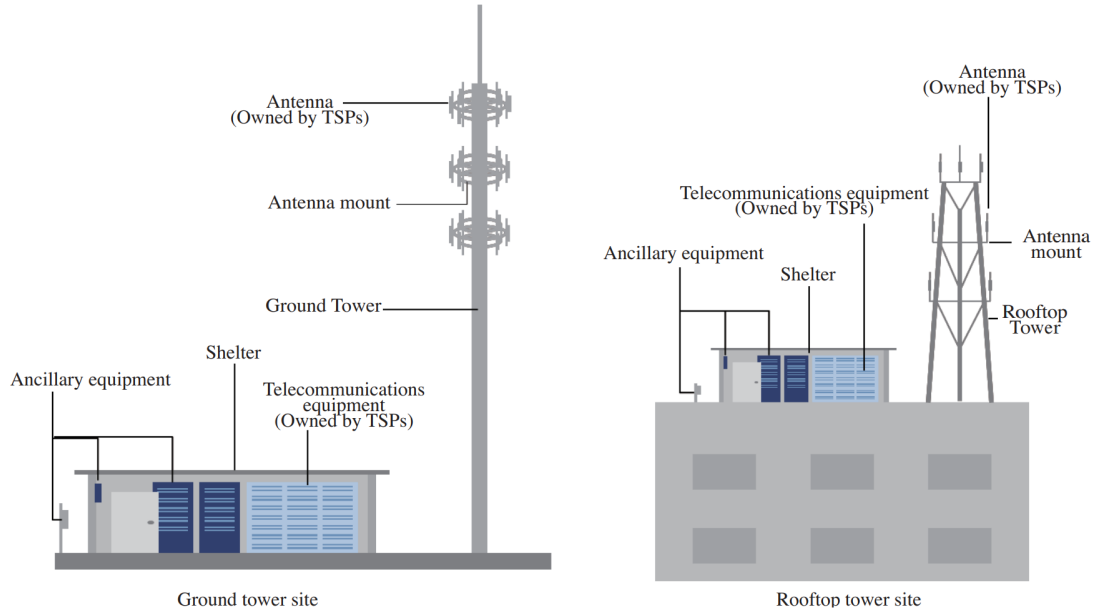 Antenna
(Owned by TSPs)
Antenna mount
Ground Tower
Shelter
Ancillary equipment
Telecommunications
equipment
(Owned by TSPs)
Ground tower site
Antenna
(Owned by TSPs)
Telecommunications equipment
(Owned by TSPs)
Antenna
mount
Ancillary equipment
Shelter
Rooftop
Tower
Rooftop tower site